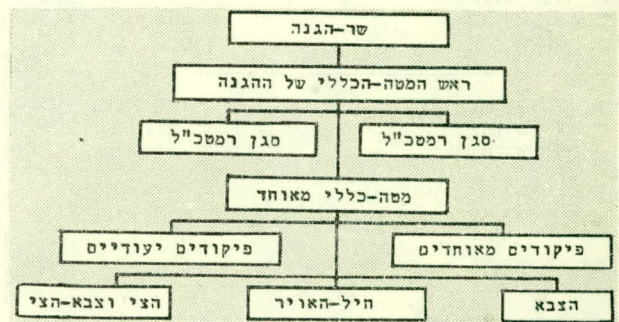 שר-הגנה
ראש המטה-הכללי של ההגנה
סגן רמטכ"ל
סגן רמטכ"ל
מטה-כללי מאוחד
פיקודים מאוחדים
פיקודים יעודיים
הצבא
חיל-האויר
הצי וצבא-הצי